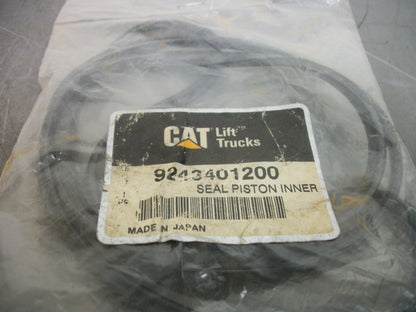 CAT Lift
Trucks
9243401200
SEAL PISTON INNER
MADE IN JAPAN